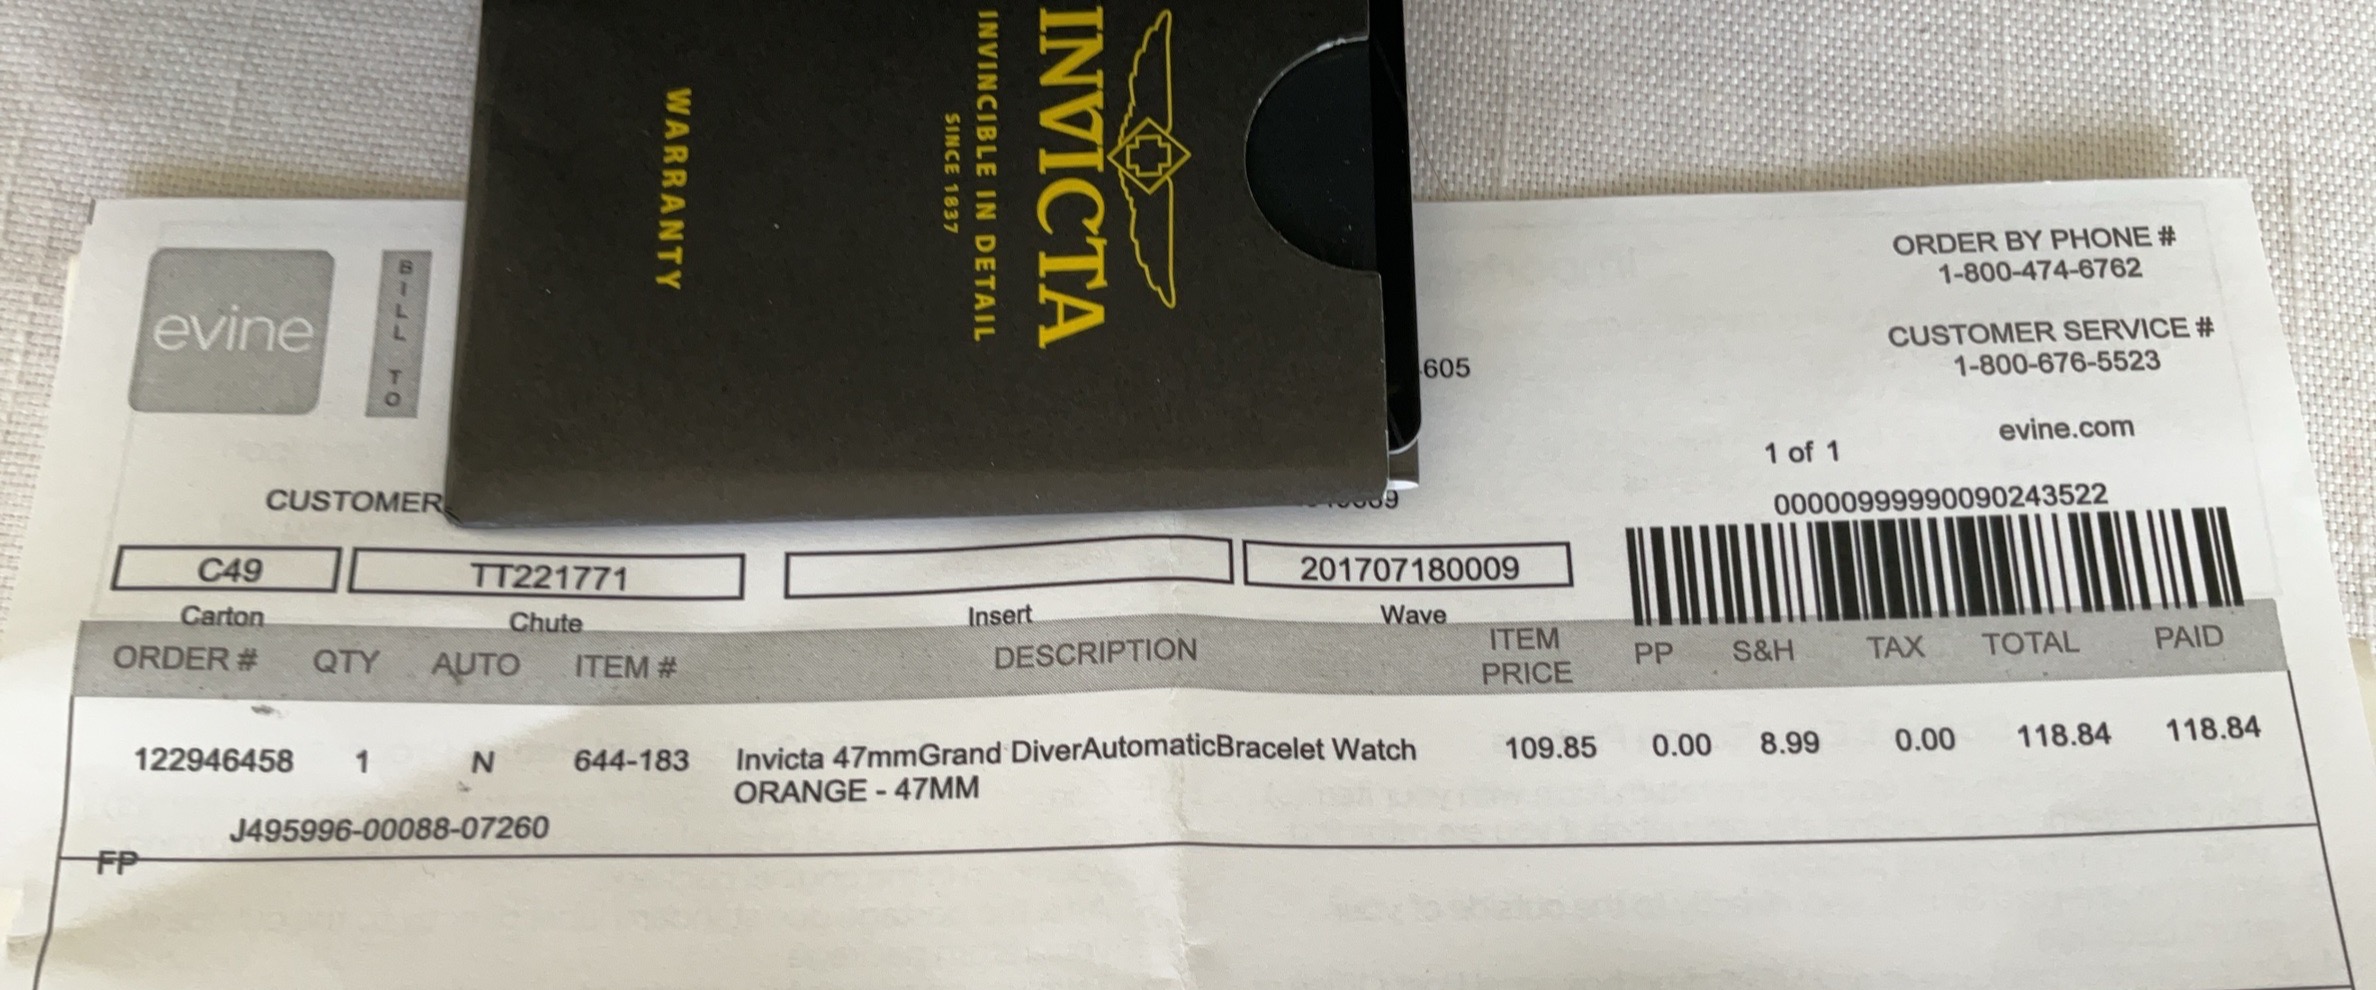 INVICTA
INVINCIBLE IN DETAIL
SINCE 1837
WARRANTY
evine
BILL TO
ORDER BY PHONE #
1-800-474-6762
CUSTOMER SERVICE #
1-800-676-5523
605
evine.com
1 of 1
CUSTOMER
00000999990090243522
C49 TT221771 201707180009
Carton Chute Insert Wave
ORDER # QTY AUTO ITEM # DESCRIPTION ITEM PRICE PP S&H TAX TOTAL PAID
122946458 1 N 644-183 Invicta 47mmGrand DiverAutomaticBracelet Watch 109.85 0.00 8.99 0.00 118.84 118.84
ORANGE - 47MM
J495996-00088-07260
FP